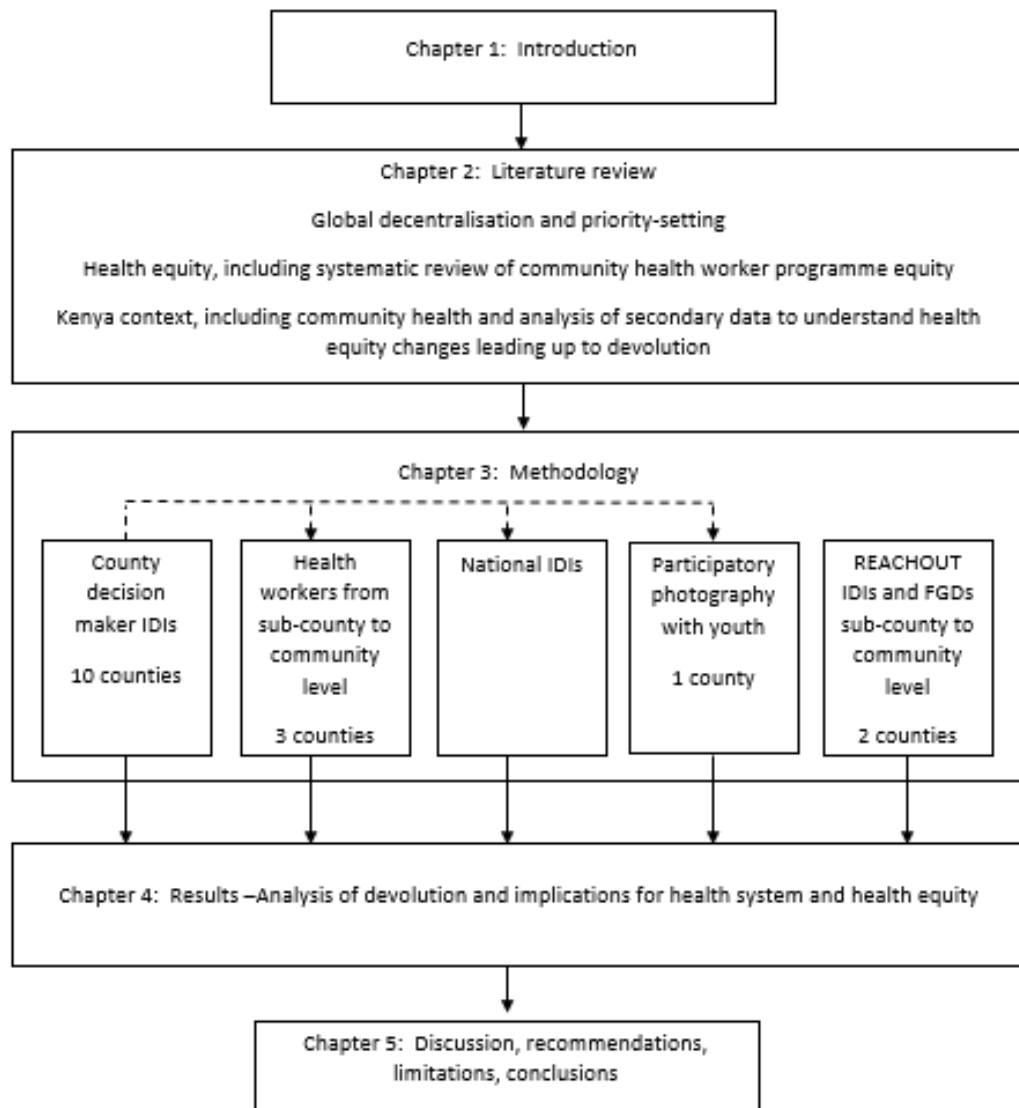 Chapter 1:  Introduction
Chapter 2:  Literature review
Global decentralisation and priority-setting
Health equity, including systematic review of community health worker programme equity
Kenya context, including community health and analysis of secondary data to understand health
equity changes leading up to devolution
Chapter 3:  Methodology
County
decision
maker IDIs
10 counties
Health
workers from
sub-county to
community
level
3 counties
National IDIs
Participatory
photography
with youth
1 county
REACHOUT
IDIs and FGDs
sub-county to
community
level
2 counties
Chapter 4:  Results –Analysis of devolution and implications for health system and health equity
Chapter 5:  Discussion, recommendations,
limitations, conclusions